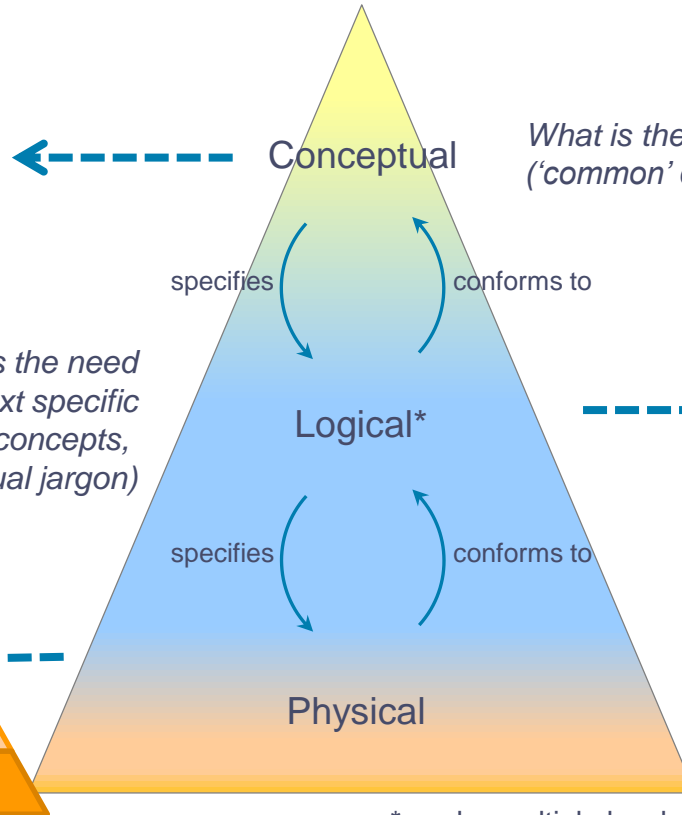 Conceptual
What is the
(‘common’
specifies
conforms to
s the need
xt specific
concepts,
ual jargon)
Logical*
specifies
conforms to
Physical
*